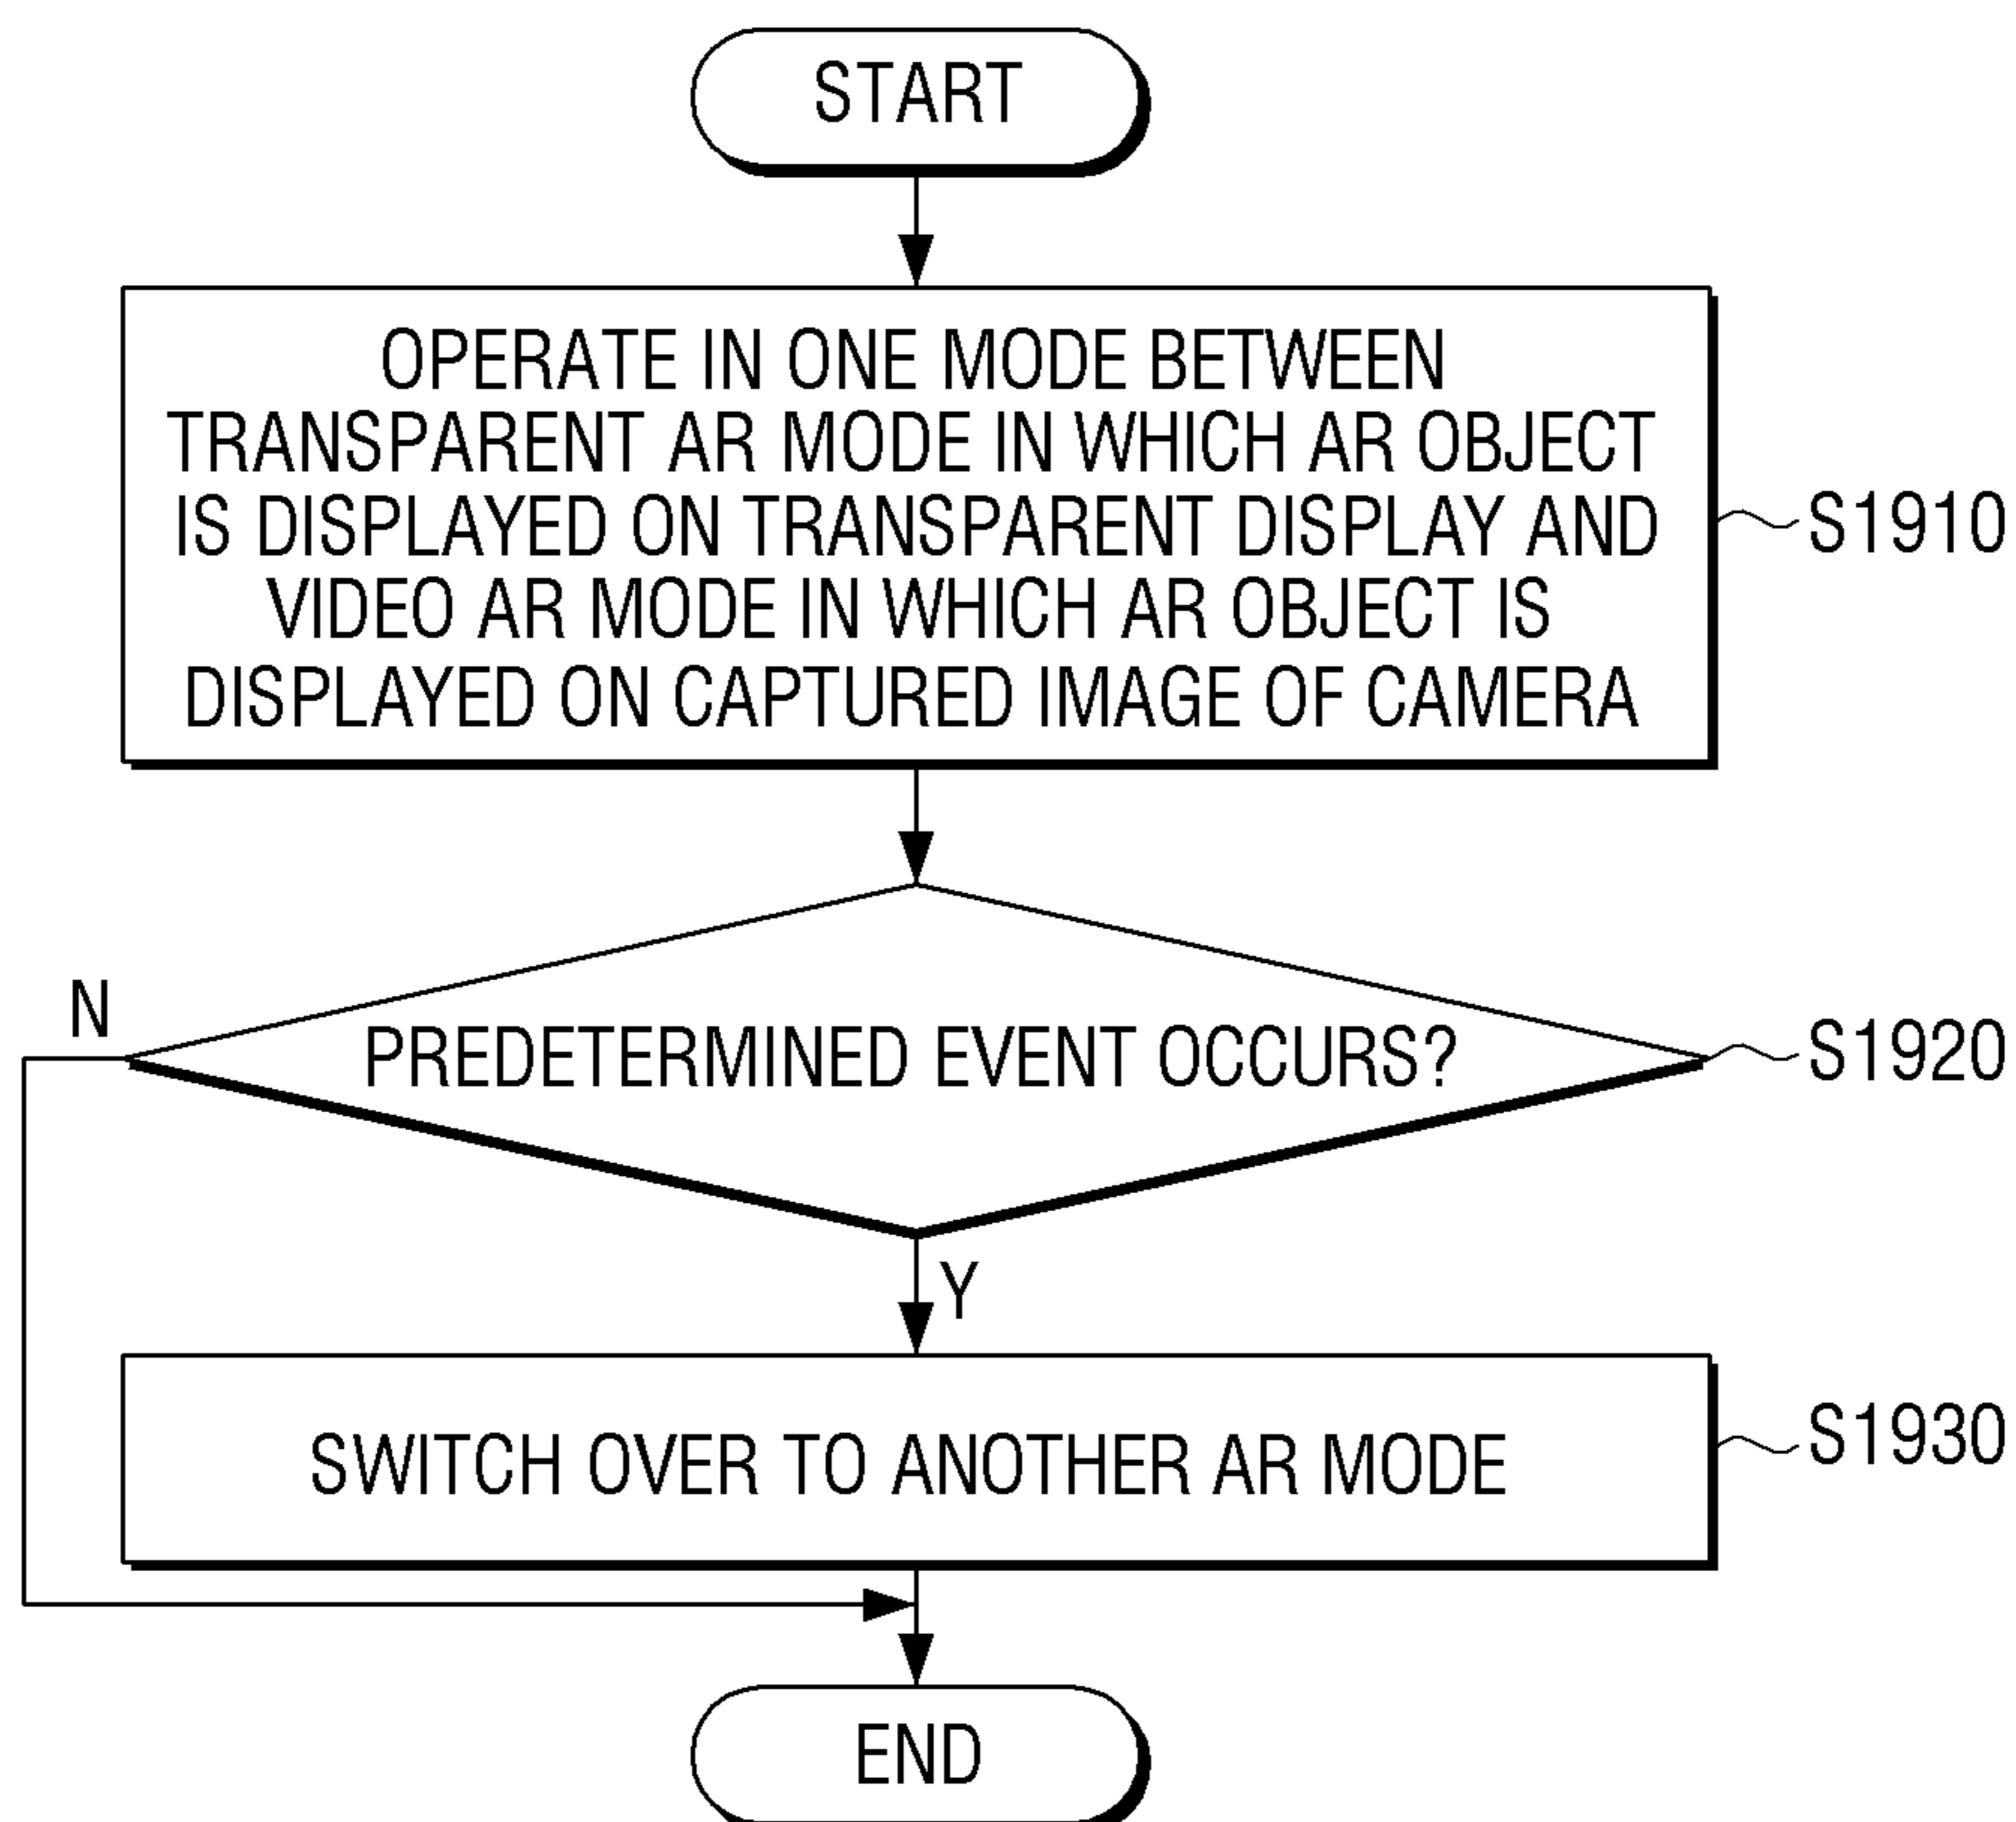 START
OPERATE IN ONE MODE BETWEEN
TRANSPARENT AR MODE IN WHICH AR OBJECT
IS DISPLAYED ON TRANSPARENT DISPLAY AND
VIDEO AR MODE IN WHICH AR OBJECT IS
DISPLAYED ON CAPTURED IMAGE OF CAMERA
S1910
N
PREDETERMINED EVENT OCCURS?
S1920
Y
SWITCH OVER TO ANOTHER AR MODE
S1930
END